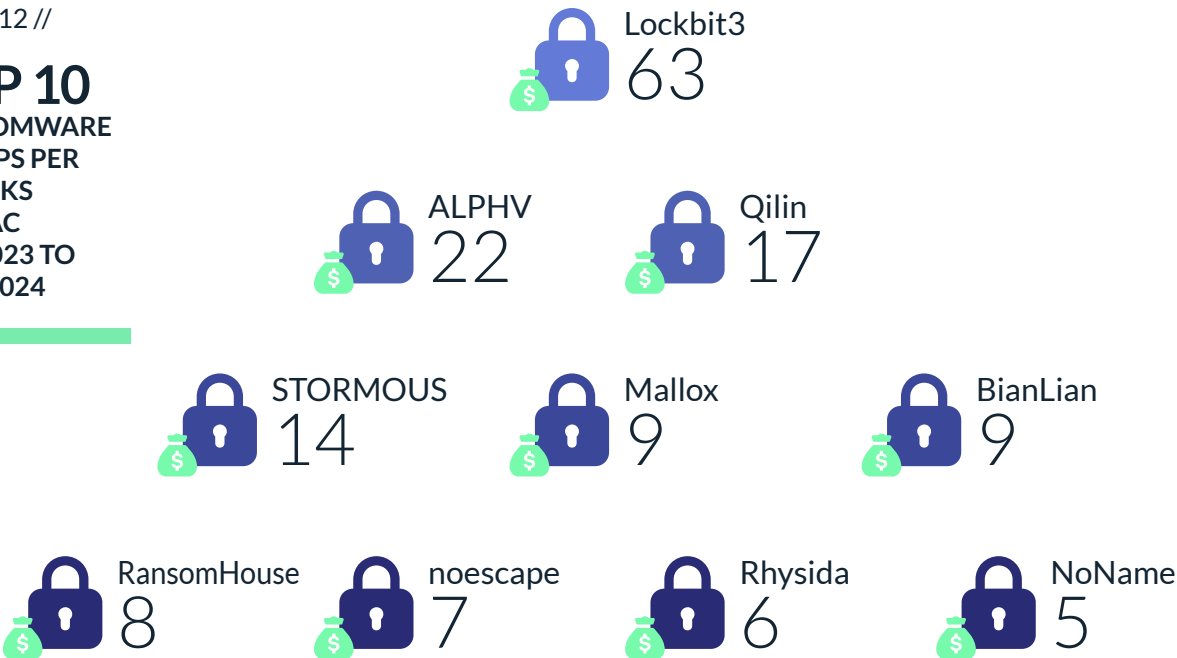 12 //
P 10
OMWARE
PS PER
KS
AC
023 TO
024
Lockbit3
63
ALPHV
22
Qilin
17
STORMOUS
14
Mallox
9
BianLian
9
RansomHouse
8
noescape
7
Rhysida
6
NoName
5
$
$
$
$
$
$
$
$
$
$